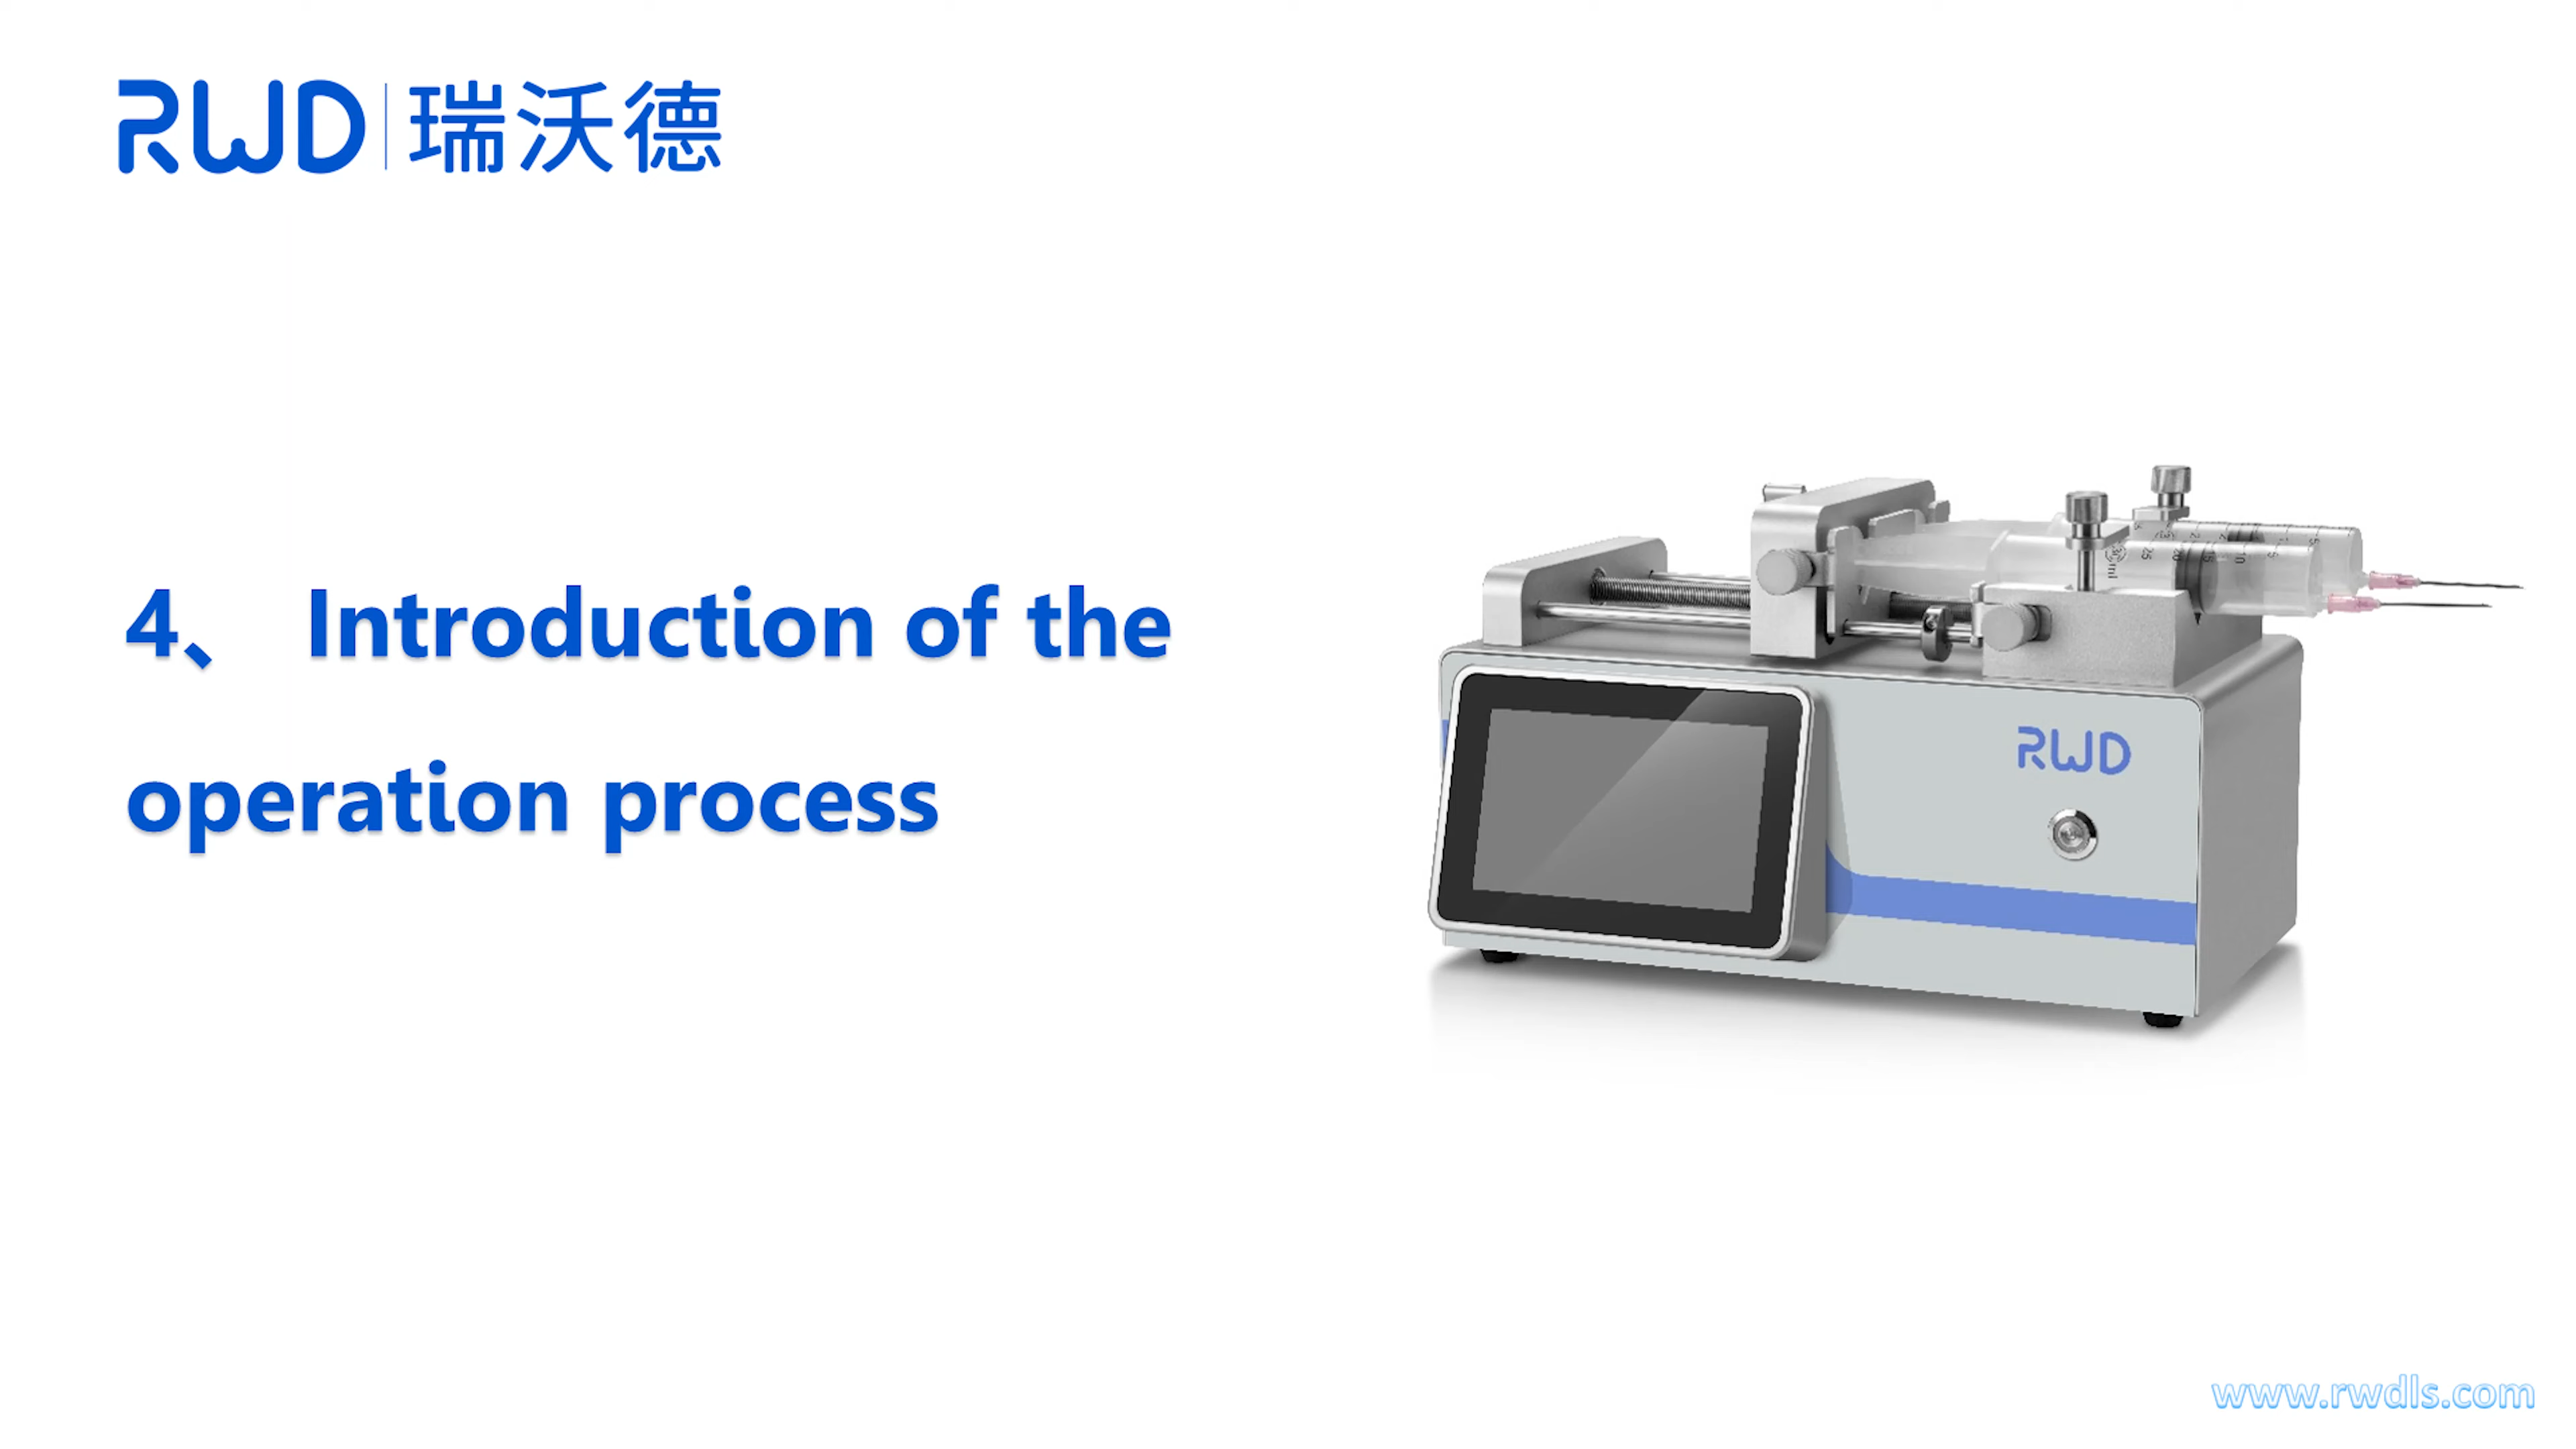 RWD 瑞沃德
4、 Introduction of the
operation process
RWD
www.rwdls.com